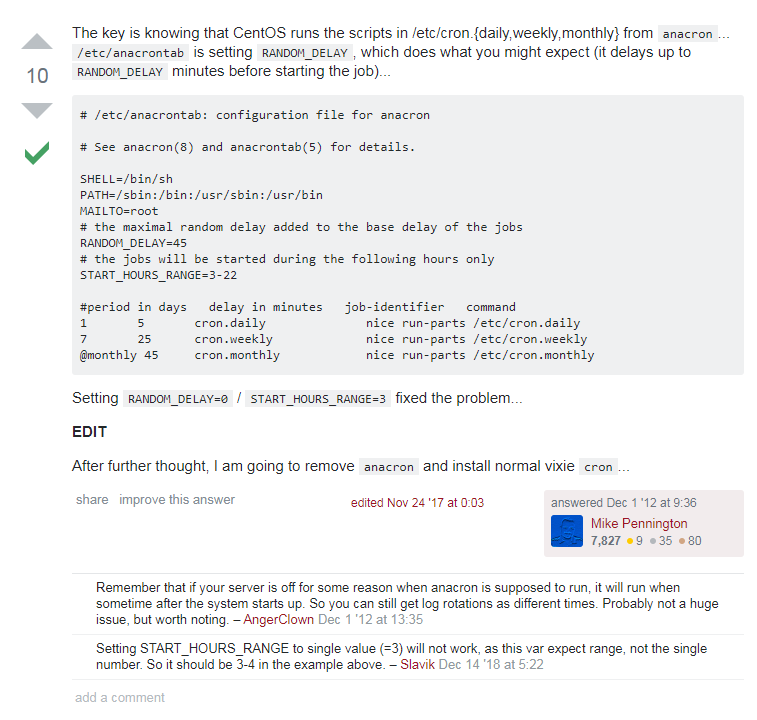 The key is knowing that CentOS runs the scripts in /etc/cron.{daily,weekly,monthly} from anacron ...
/etc/anacrontab is setting RANDOM_DELAY , which does what you might expect (it delays up to
10
RANDOM_DELAY minutes before starting the job)...
# /etc/anacrontab: configuration file for anacron
# See anacron(8) and anacrontab(5) for details.
SHELL=/bin/sh
PATH=/sbin:/bin:/usr/sbin:/usr/bin
MAILTO=root
# the maximal random delay added to the base delay of the jobs
RANDOM_DELAY=45
# the jobs will be started during the following hours only
START_HOURS_RANGE=3-22
#period in days   delay in minutes   job-identifier   command
1       5       cron.daily              nice run-parts /etc/cron.daily
7       25      cron.weekly             nice run-parts /etc/cron.weekly
@monthly 45     cron.monthly            nice run-parts /etc/cron.monthly
Setting RANDOM_DELAY=0 / START_HOURS_RANGE=3 fixed the problem...
EDIT
After further thought, I am going to remove anacron and install normal vixie cron ...
share improve this answer
edited Nov 24 '17 at 0:03
answered Dec 1 '12 at 9:36
Mike Pennington
7,827 9 35 80
Remember that if your server is off for some reason when anacron is supposed to run, it will run when
sometime after the system starts up. So you can still get log rotations as different times. Probably not a huge
issue, but worth noting. – AngerClown Dec 1 '12 at 13:35
Setting START_HOURS_RANGE to single value (=3) will not work, as this var expect range, not the single
number. So it should be 3-4 in the example above. – Slavik Dec 14 '18 at 5:22
add a comment